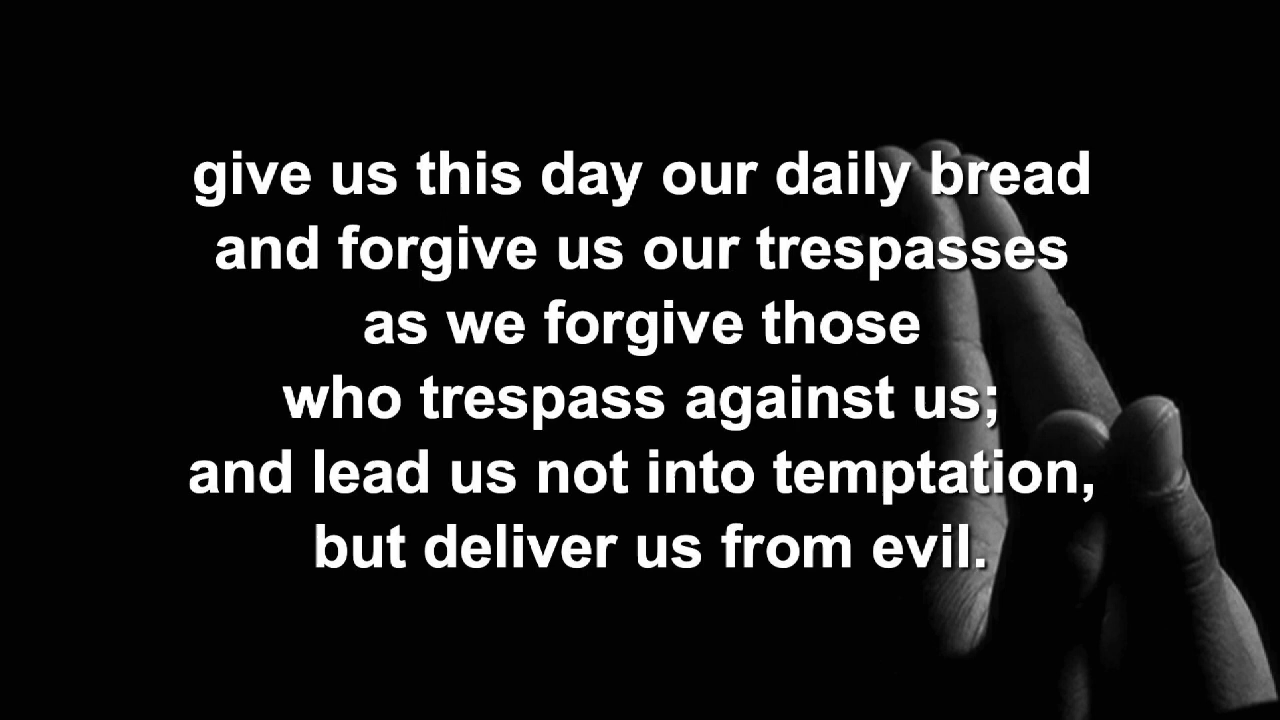 give us this day our daily bread
and forgive us our trespasses
as we forgive those
who trespass against us;
and lead us not into temptation,
but deliver us from evil.